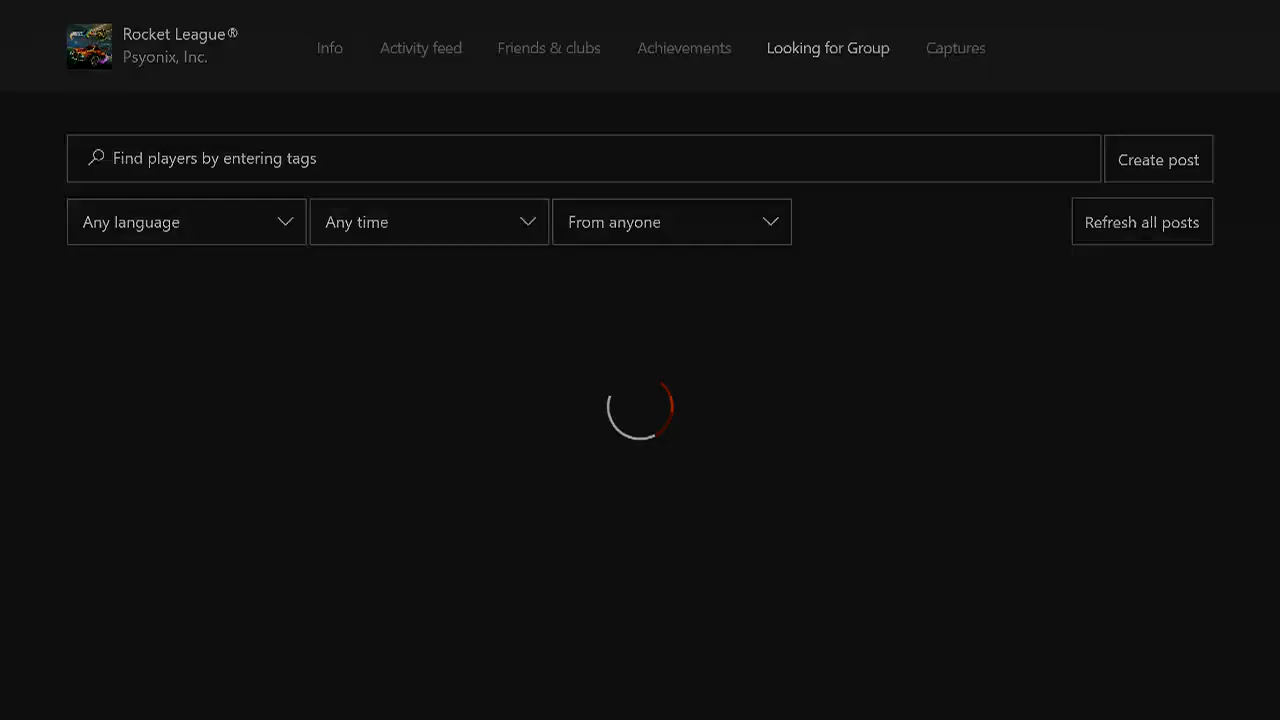 Rocket League®
Psyonix, Inc.
Info
Activity feed
Friends & clubs
Achievements
Looking for Group
Captures
Find players by entering tags
Create post
Any language
Any time
From anyone
Refresh all posts